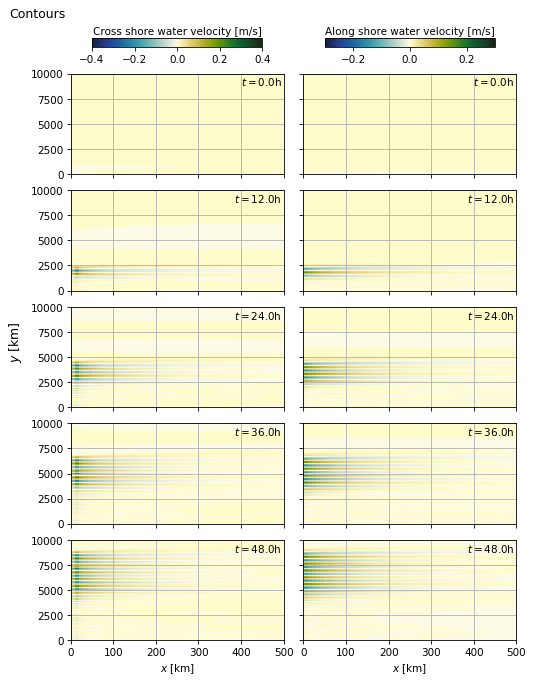 Contours
Cross shore water velocity [m/s]
Along shore water velocity [m/s]
−0.4 −0.2 0.0 0.2 0.4
−0.2 0.0 0.2
10000 7500 5000 2500 0
t = 0.0h
t = 0.0h
10000 7500 5000 2500 0
t = 12.0h
t = 12.0h
10000 7500 5000 2500 0
t = 24.0h
t = 24.0h
y [km]
10000 7500 5000 2500 0
t = 36.0h
t = 36.0h
10000 7500 5000 2500 0
t = 48.0h
t = 48.0h
0 100 200 300 400 500
0 100 200 300 400 500
x [km]
x [km]